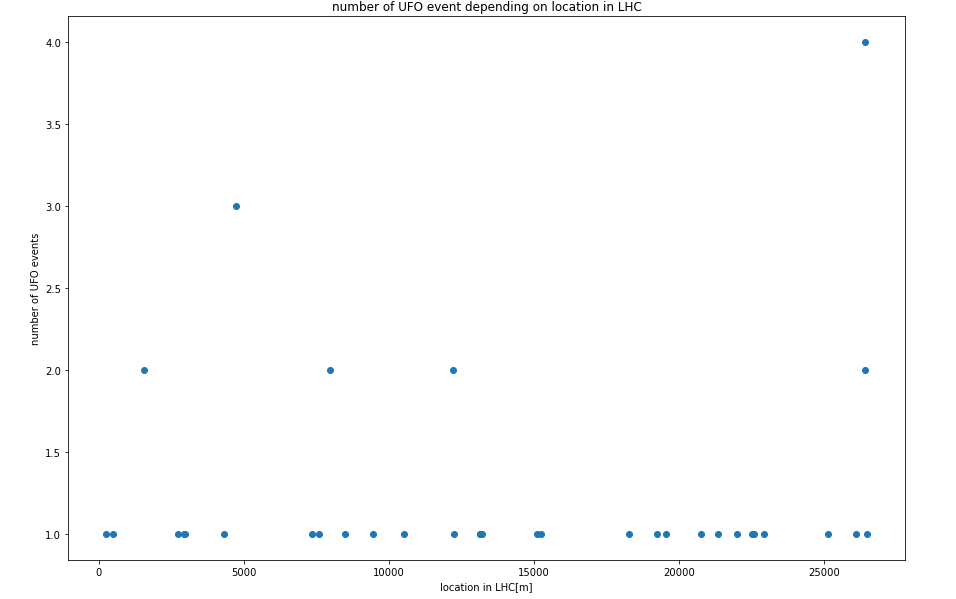 number of UFO event depending on location in LHC
4.0
3.5
3.0
2.5
2.0
1.5
1.0
number of UFO events
0 5000 10000 15000 20000 25000
location in LHC[m]